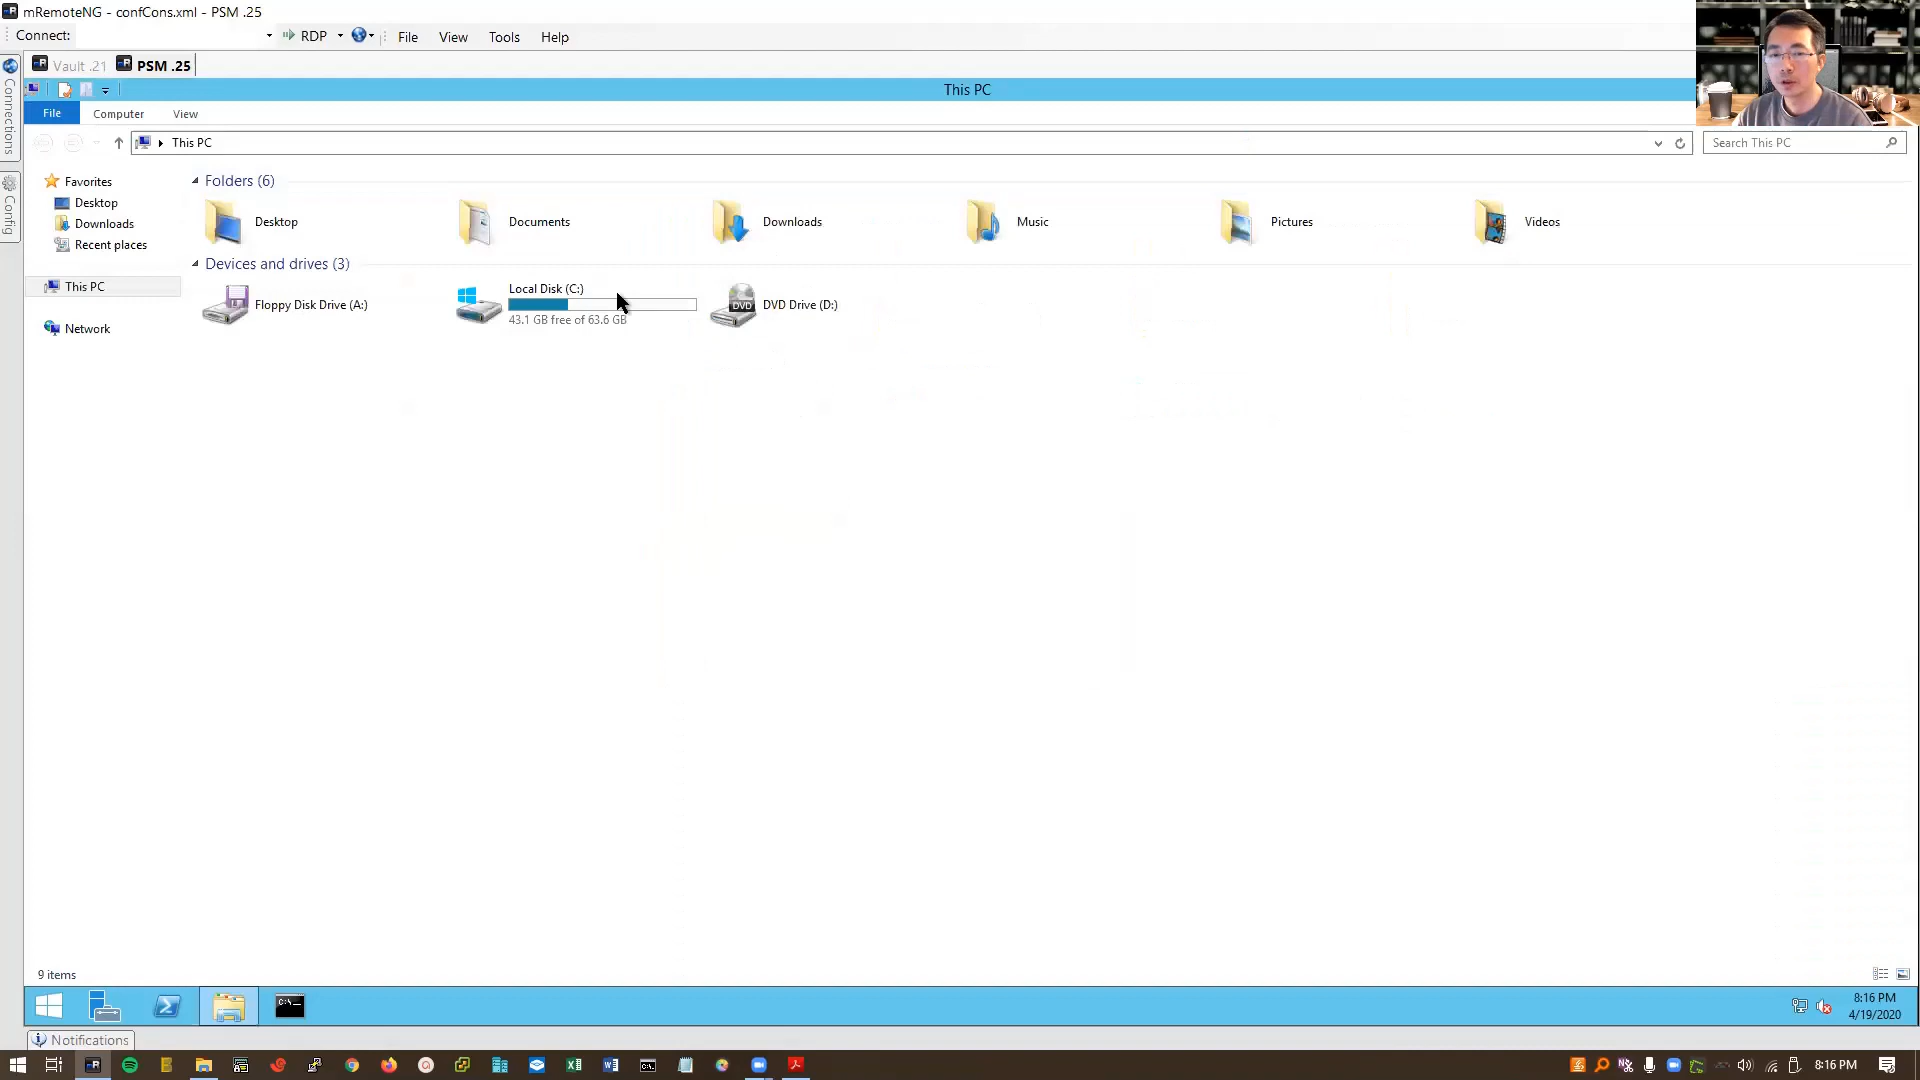 mRemoteNG - confCons.xml - PSM .25
Connect:
RDP
File
View
Tools
Help
Vault .21
PSM .25
This PC
File
Computer
View
This PC
Search This PC
Connections
Config
Favorites
Desktop
Downloads
Recent places
This PC
Network
Folders (6)
Desktop
Documents
Downloads
Music
Pictures
Videos
Devices and drives (3)
Floppy Disk Drive (A:)
Local Disk (C:)
43.1 GB free of 63.6 GB
DVD
DVD Drive (D:)
9 items
8:16 PM
4/19/2020
Notifications
8:16 PM